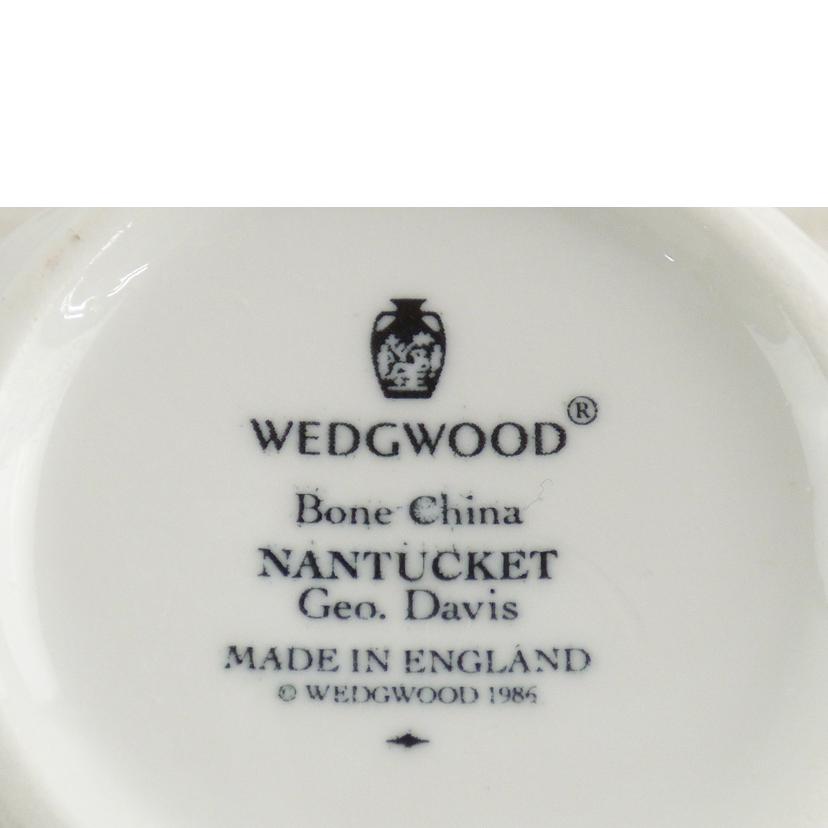 WEDGWOOD®
Bone China
NANTUCKET
Geo. Davis
MADE IN ENGLAND
© WEDGWOOD 1986